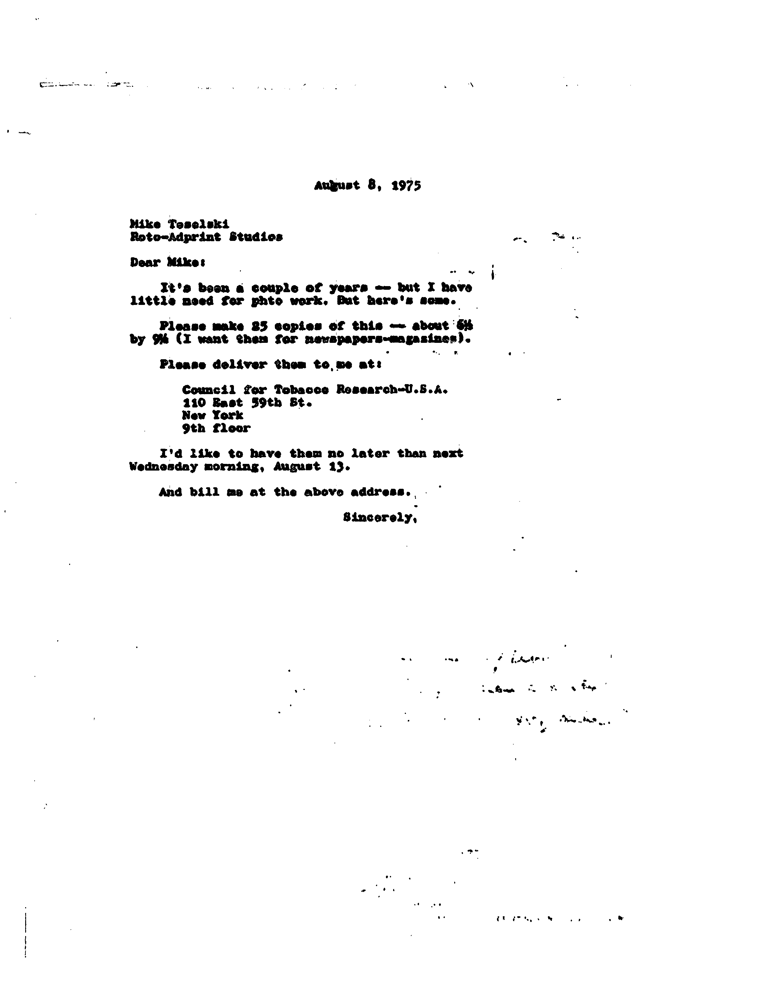 August 8, 1975
Mike Toselski
Roto-Adprint Studios
Dear Mike:
It's been a couple of years -- but I have
little need for phto work. But here's some.
Please make 25 copies of this -- about 6½
by 9½ (I want them for newspapers-magazines).
Please deliver them to me at:
Council for Tobacco Research-U.S.A.
110 East 59th St.
New York
9th floor
I'd like to have them no later than next
Wednesday morning, August 13.
And bill me at the above address.
Sincerely,